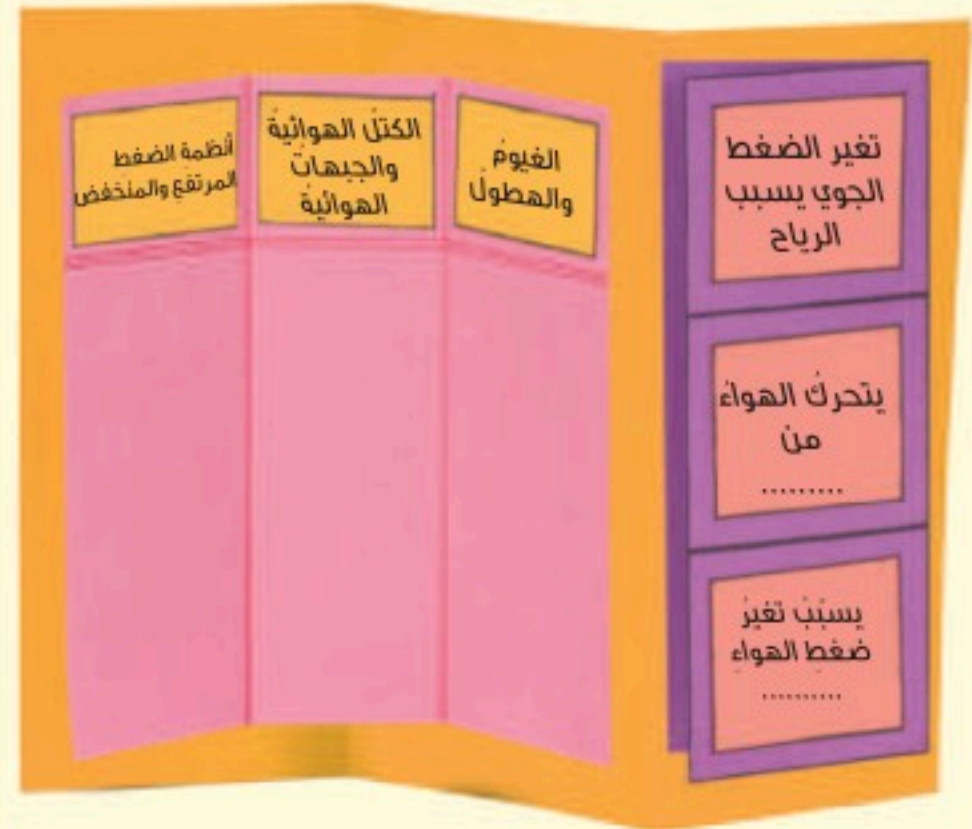 تغير الضغط
الجوي يسبب
الرياح
يتحرك الهواء
من
.........
يسبب تغير
ضغط الهواء
..........
الغيوم
والهطول
الكتل الهوائية
والجبهات
الهوائية
أنظمة الضغط
المرتفع والمنخفض